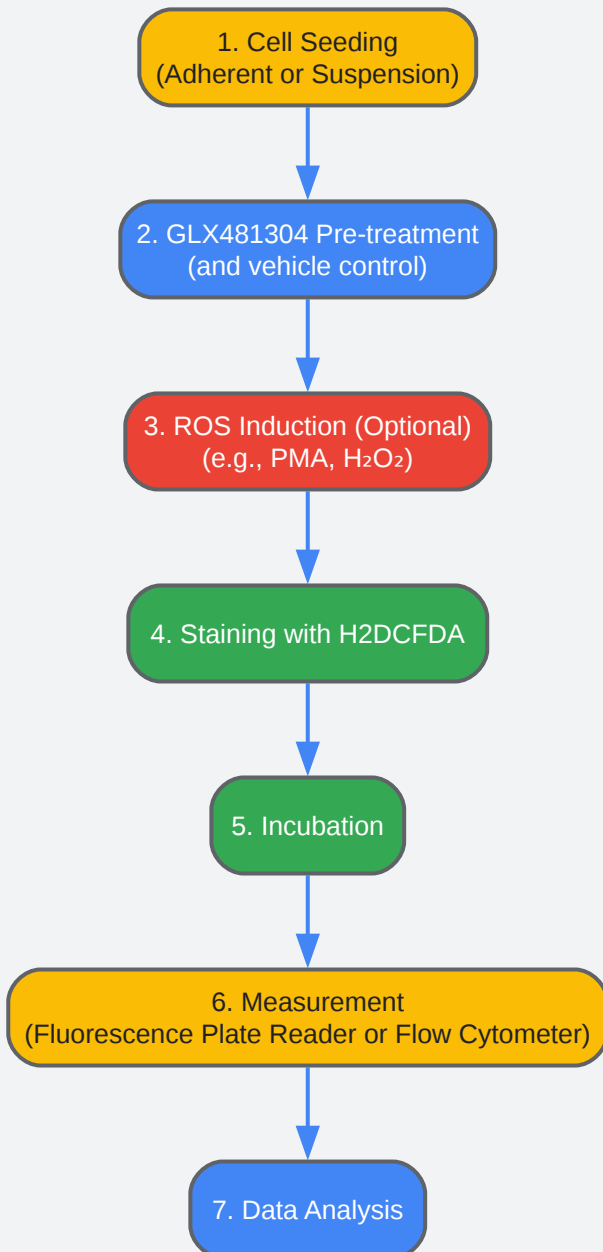 1. Cell Seeding
(Adherent or Suspension)
2. GLX481304 Pre-treatment
(and vehicle control)
3. ROS Induction (Optional)
(e.g., PMA, H₂O₂)
4. Staining with H2DCFDA
5. Incubation
6. Measurement
(Fluorescence Plate Reader or Flow Cytometer)
7. Data Analysis